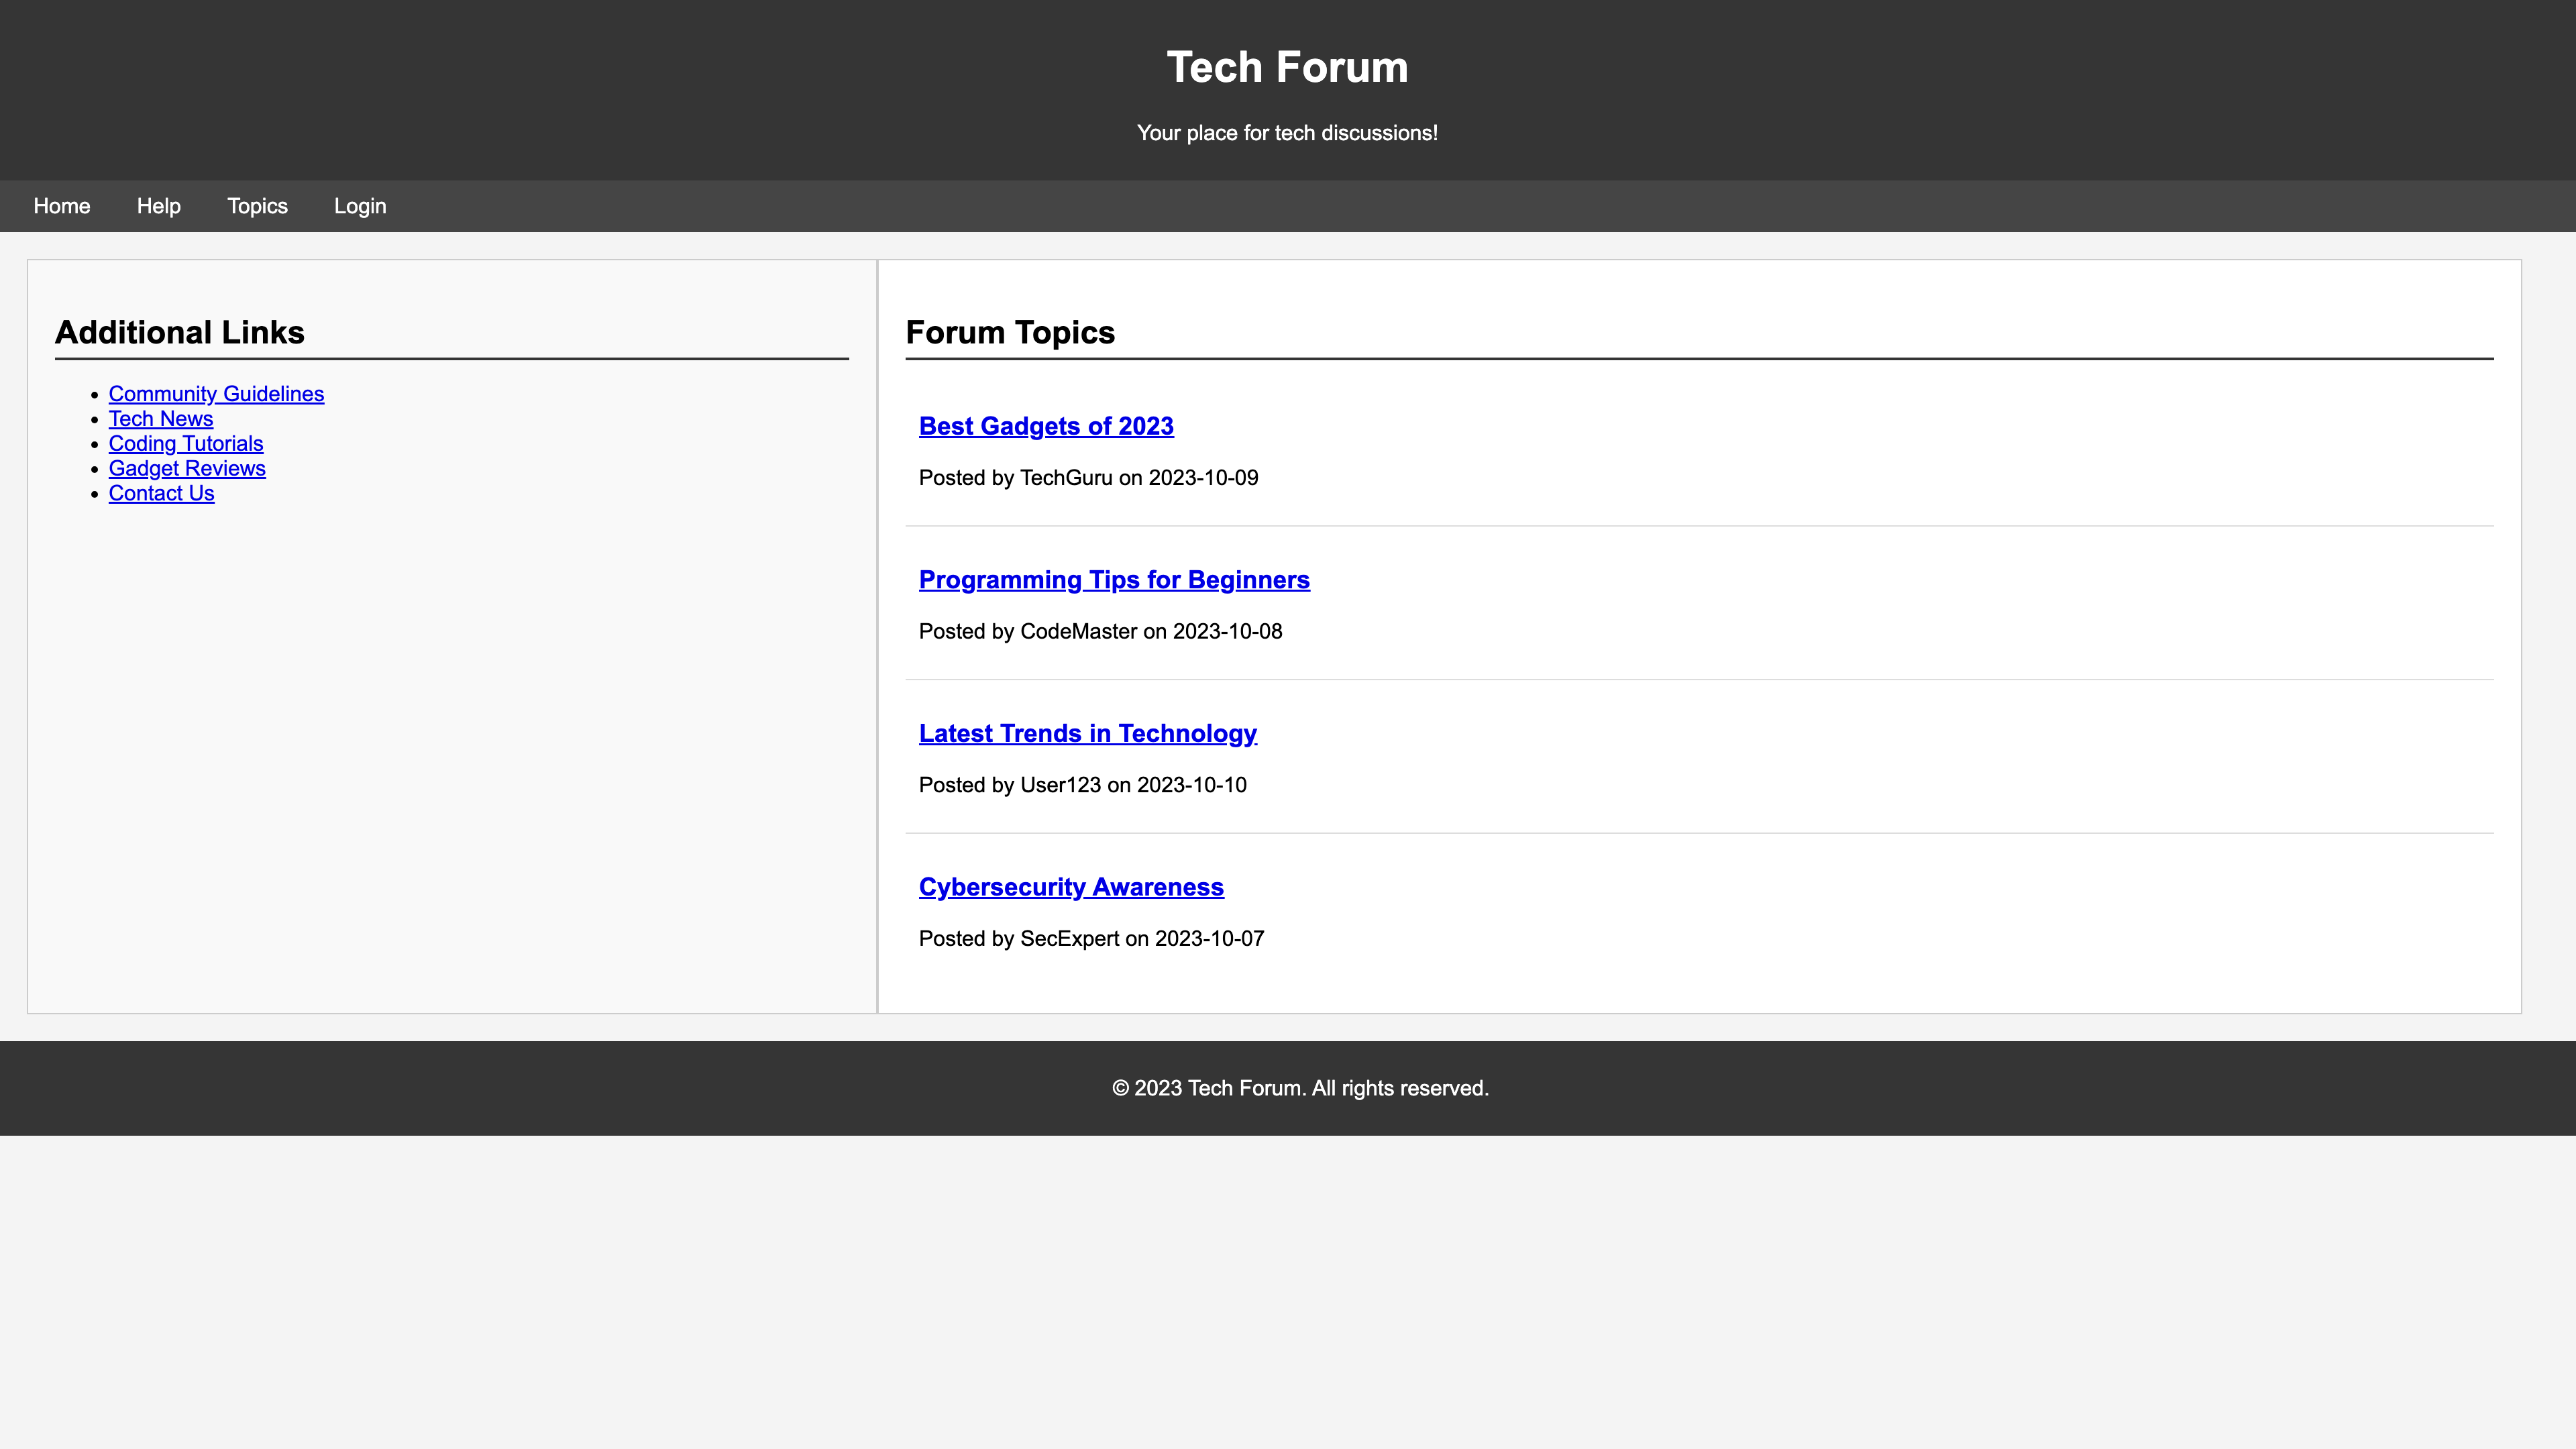 Tech Forum
Your place for tech discussions!
Home Help Topics Login
Additional Links
Community Guidelines
Tech News
Coding Tutorials
Gadget Reviews
Contact Us
Forum Topics
Best Gadgets of 2023
Posted by TechGuru on 2023-10-09
Programming Tips for Beginners
Posted by CodeMaster on 2023-10-08
Latest Trends in Technology
Posted by User123 on 2023-10-10
Cybersecurity Awareness
Posted by SecExpert on 2023-10-07
© 2023 Tech Forum. All rights reserved.